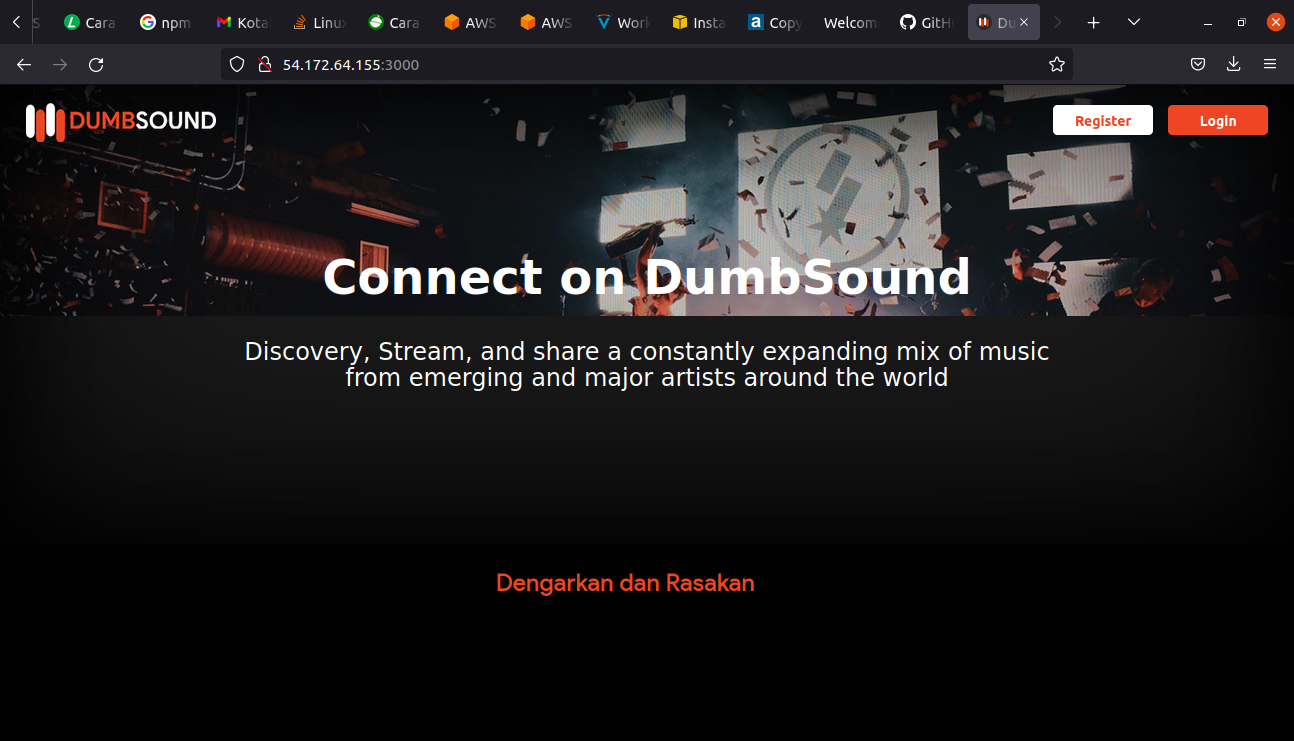 Cara
npm
Kota
Linux
Cara
AWS
AWS
Work
Insta
Copy
Welcom
GitH
Du
54.172.64.155:3000
DUMBSOUND
Register
Login
Connect on DumbSound
Discovery, Stream, and share a constantly expanding mix of music
from emerging and major artists around the world
Dengarkan dan Rasakan